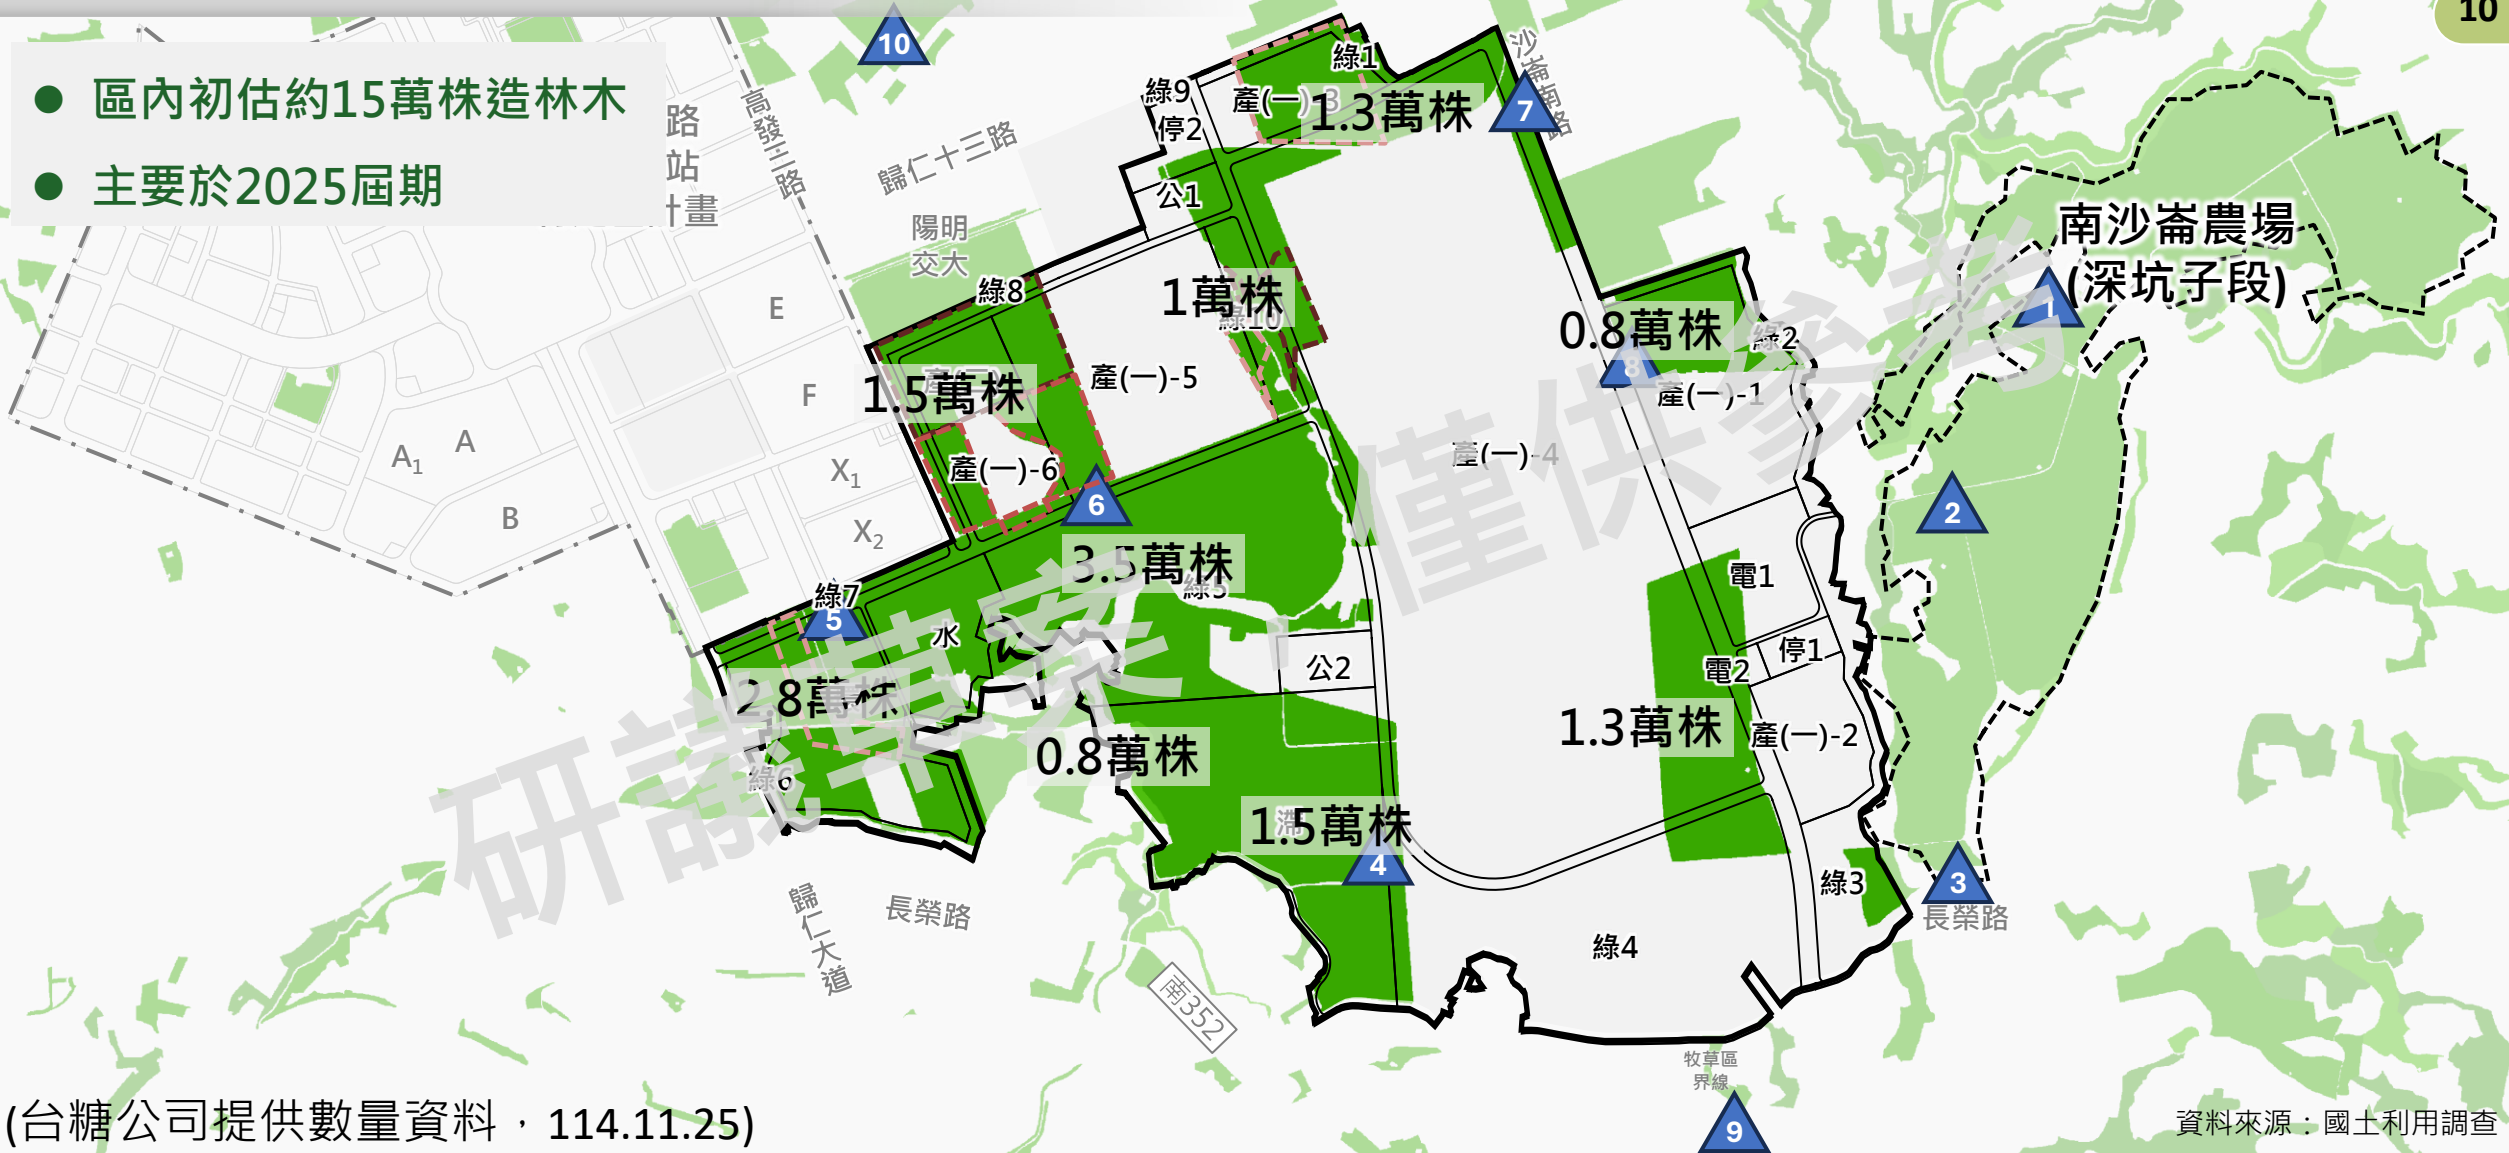 10
● 區內初估約15萬株造林木
● 主要於2025屆期
路
站
計畫
高發三路
歸仁十三路
陽明
交大
10
綠9
停2
綠1
產(一)-3
1.3萬株
沙崙南路
7
公1
南沙崙農場
(深坑子段)
1
綠8
1萬株
綠10
0.8萬株
綠2
8
產(一)-1
E
F
1.5萬株
產(一)-5
產(一)-4
產(一)-6
A1
A
B
X1
X2
6
2
3.5萬株
綠5
電1
綠7
5
水
公2
停1
電2
2.8萬株
0.8萬株
1.3萬株
產(一)-2
綠6
滯
1.5萬株
4
綠3
3
長榮路
歸仁大道
長榮路
綠4
南352
牧草區
界線
9
研議草案 僅供參考
(台糖公司提供數量資料，114.11.25)
資料來源：國土利用調查